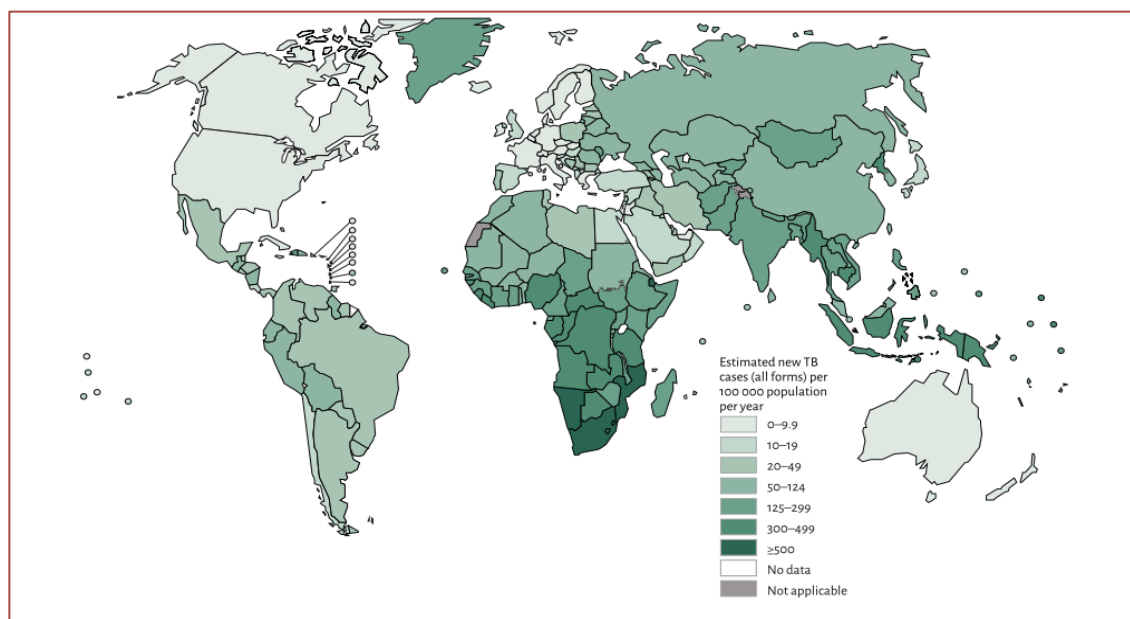 Estimated new TB
cases (all forms) per
100 000 population
per year
0–9.9
10–19
20–49
50–124
125–299
300–499
≥500
No data
Not applicable